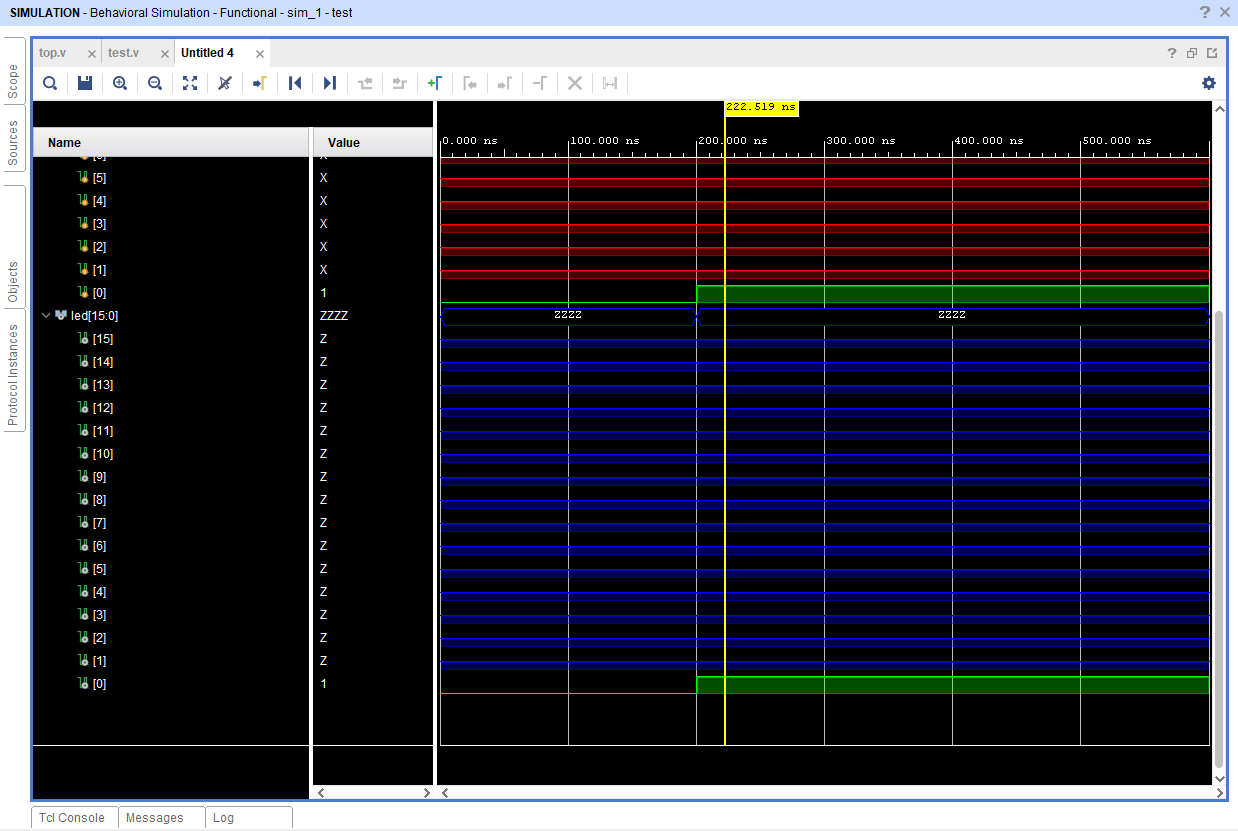 SIMULATION - Behavioral Simulation - Functional - sim_1 - test
top.v
test.v
Untitled 4
Scope
Sources
Objects
Protocol Instances
222.519 ns
Name
Value
0.000 ns
100.000 ns
200.000 ns
300.000 ns
400.000 ns
500.000 ns
[5] X
[4] X
[3] X
[2] X
[1] X
[0] 1
led[15:0] ZZZZ ZZZZ ZZZZ
[15] Z
[14] Z
[13] Z
[12] Z
[11] Z
[10] Z
[9] Z
[8] Z
[7] Z
[6] Z
[5] Z
[4] Z
[3] Z
[2] Z
[1] Z
[0] 1
Tcl Console
Messages
Log